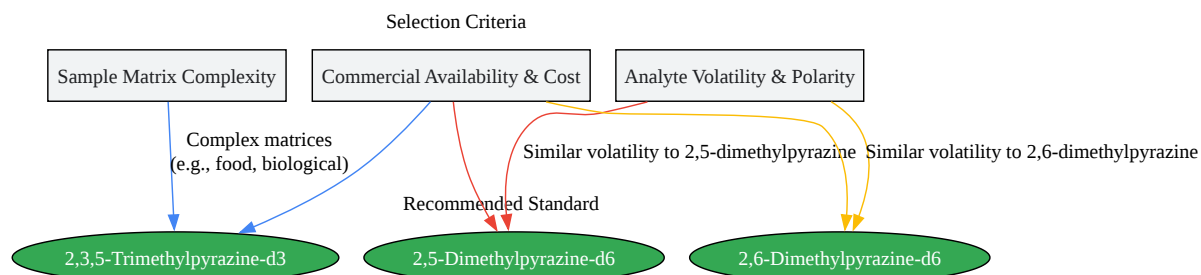 Selection Criteria
Sample Matrix Complexity
Commercial Availability & Cost
Analyte Volatility & Polarity
Complex matrices
(e.g., food, biological)
Similar volatility to 2,5-dimethylpyrazine
Similar volatility to 2,6-dimethylpyrazine
Recommended Standard
2,3,5-Trimethylpyrazine-d3
2,5-Dimethylpyrazine-d6
2,6-Dimethylpyrazine-d6